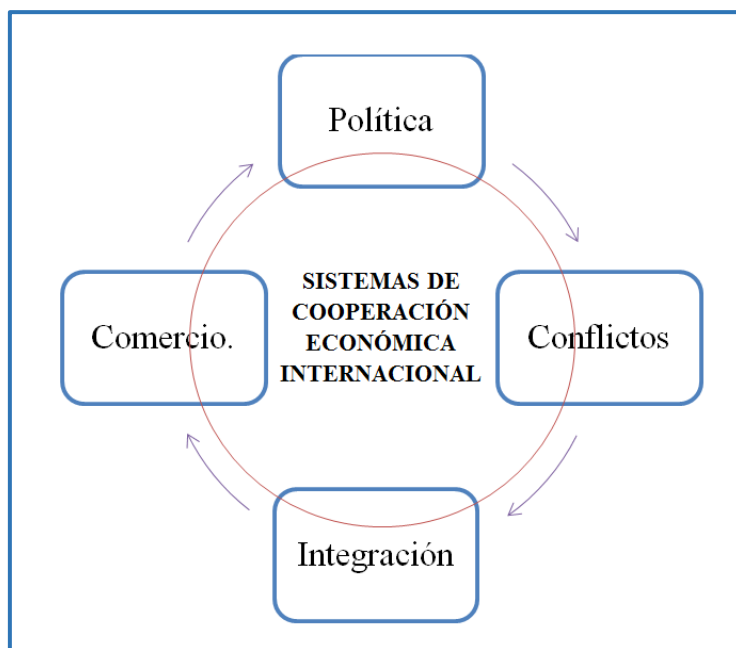 Política
SISTEMAS DE
COOPERACIÓN
ECONÓMICA
INTERNACIONAL
Comercio.
Conflictos
Integración